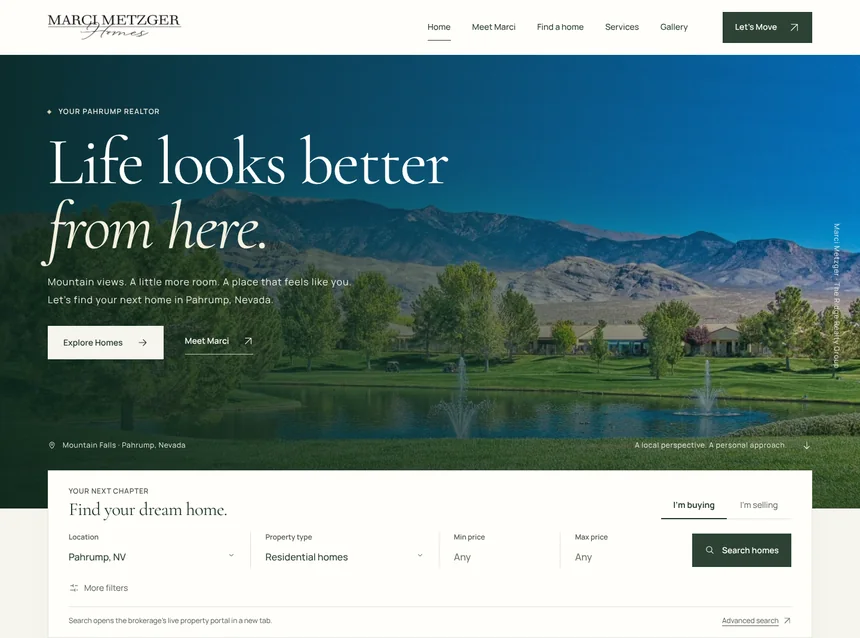 MARCI METZGER
Homes
Home
Meet Marci
Find a home
Services
Gallery
Let's Move
YOUR PAHRUMP REALTOR
Life looks better
from here.
Mountain views. A little more room. A place that feels like you.
Let's find your next home in Pahrump, Nevada.
Explore Homes
Meet Marci
Marci Metzger · The Ridge Realty Group
Mountain Falls · Pahrump, Nevada
A local perspective. A personal approach.
YOUR NEXT CHAPTER
Find your dream home.
I'm buying
I'm selling
Location
Pahrump, NV
Property type
Residential homes
Min price
Any
Max price
Any
Search homes
More filters
Search opens the brokerage's live property portal in a new tab.
Advanced search